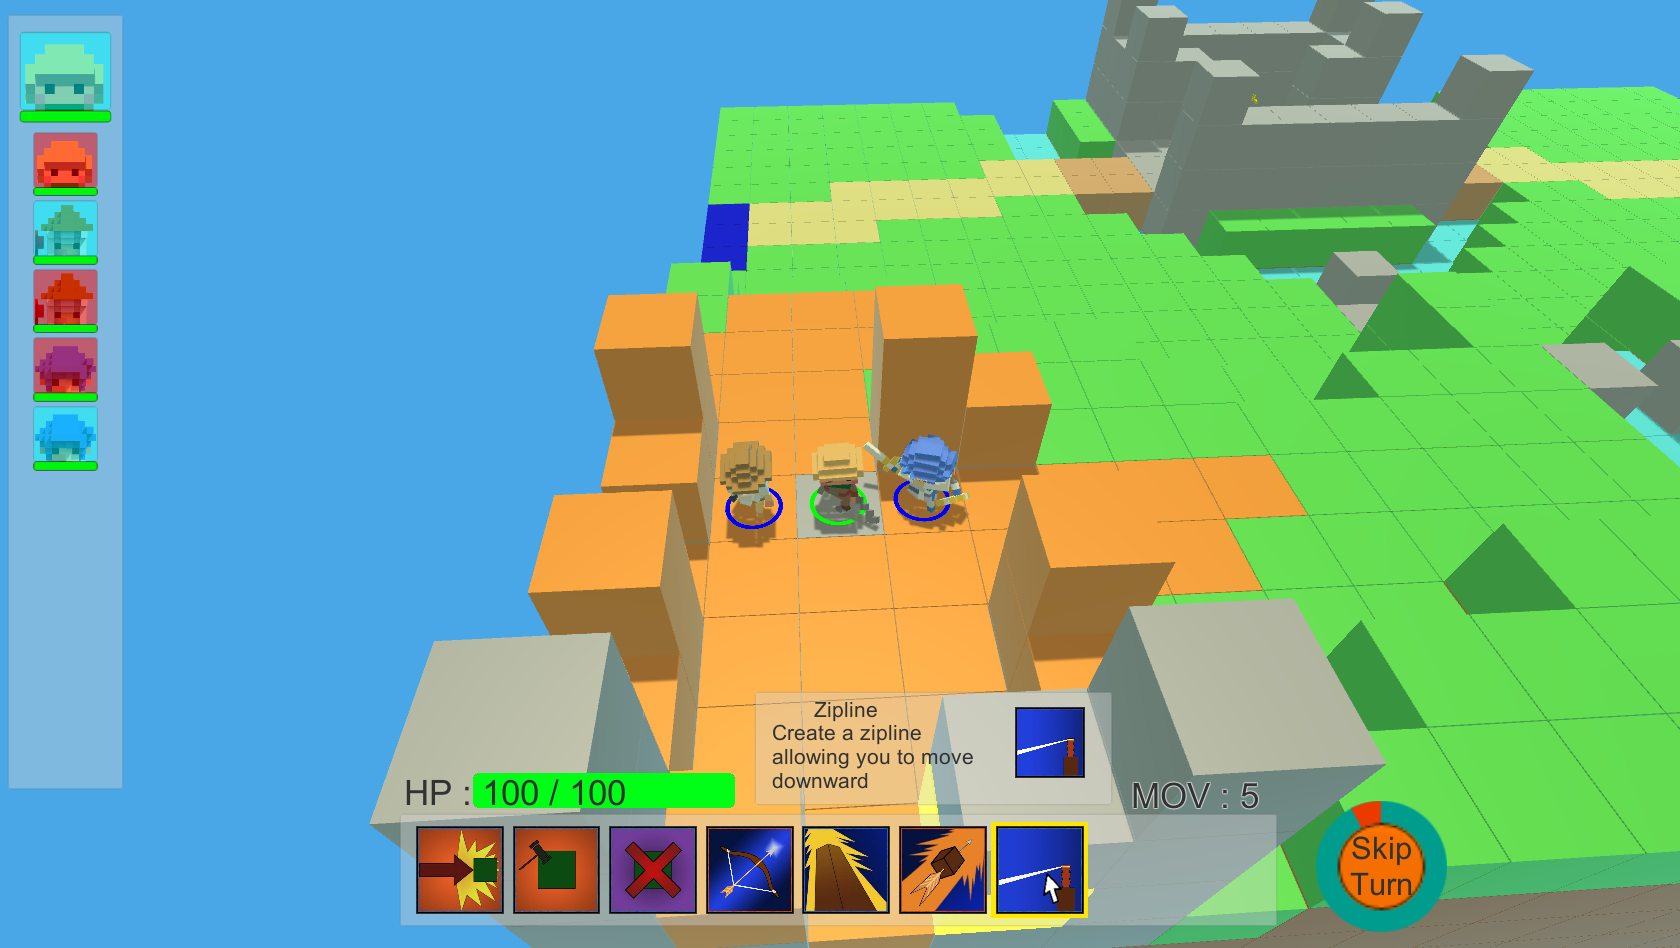 Zipline
Create a zipline
allowing you to move
downward
HP : 100 / 100
MOV : 5
Skip
Turn